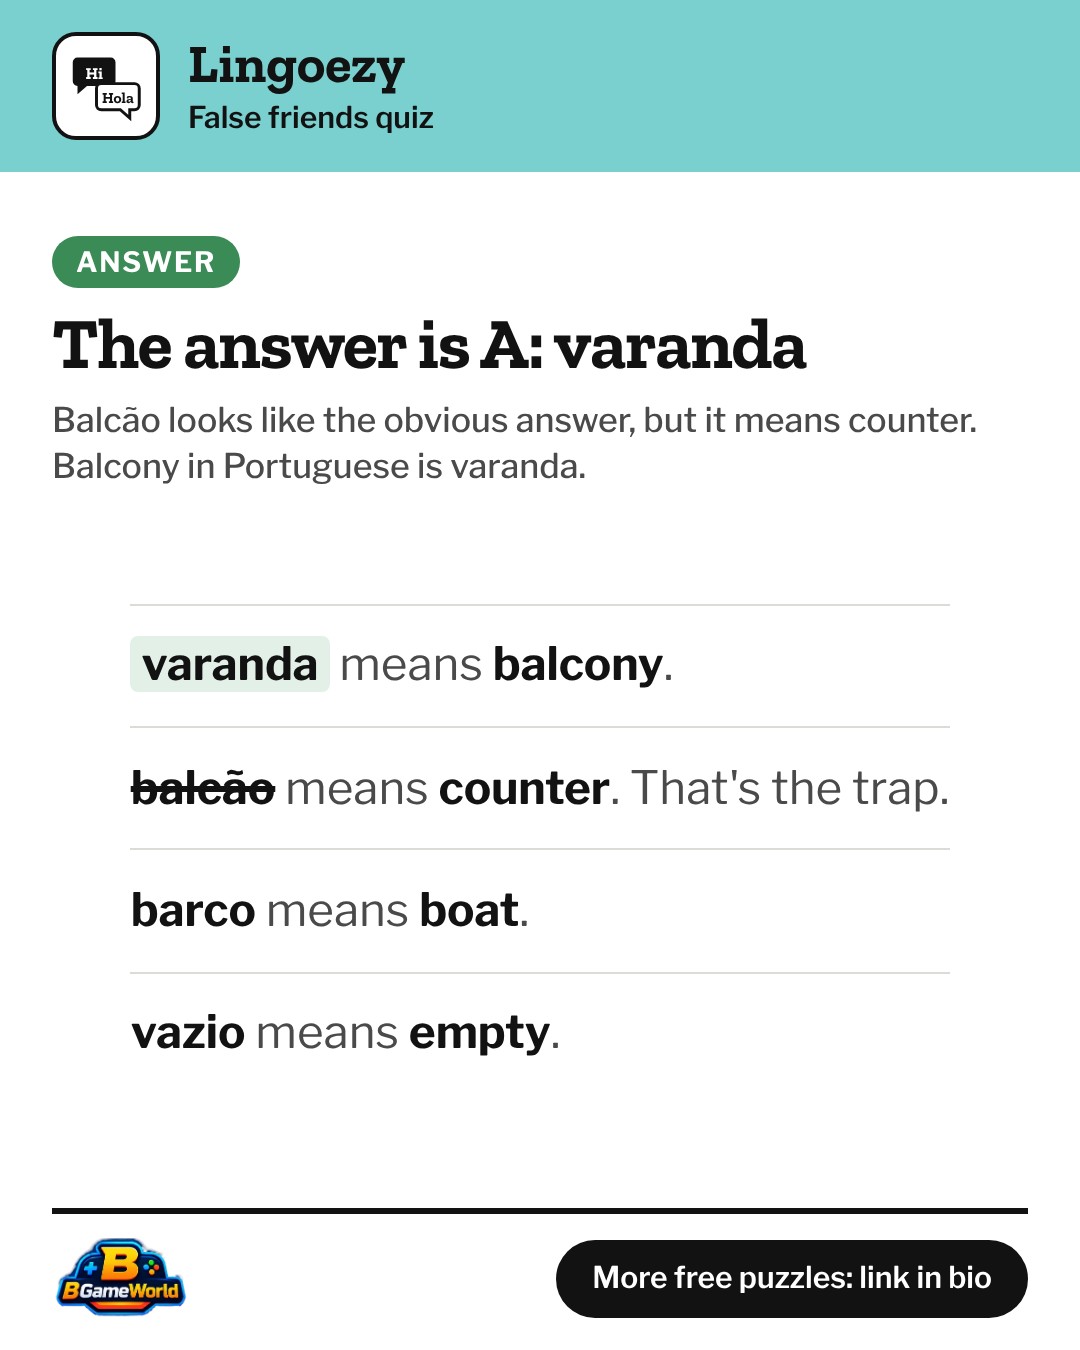 Hi
Hola
Lingoezy
False friends quiz
ANSWER
The answer is A: varanda
Balcão looks like the obvious answer, but it means counter.
Balcony in Portuguese is varanda.
varanda means balcony.
balcão means counter. That's the trap.
barco means boat.
vazio means empty.
B
BGameWorld
More free puzzles: link in bio